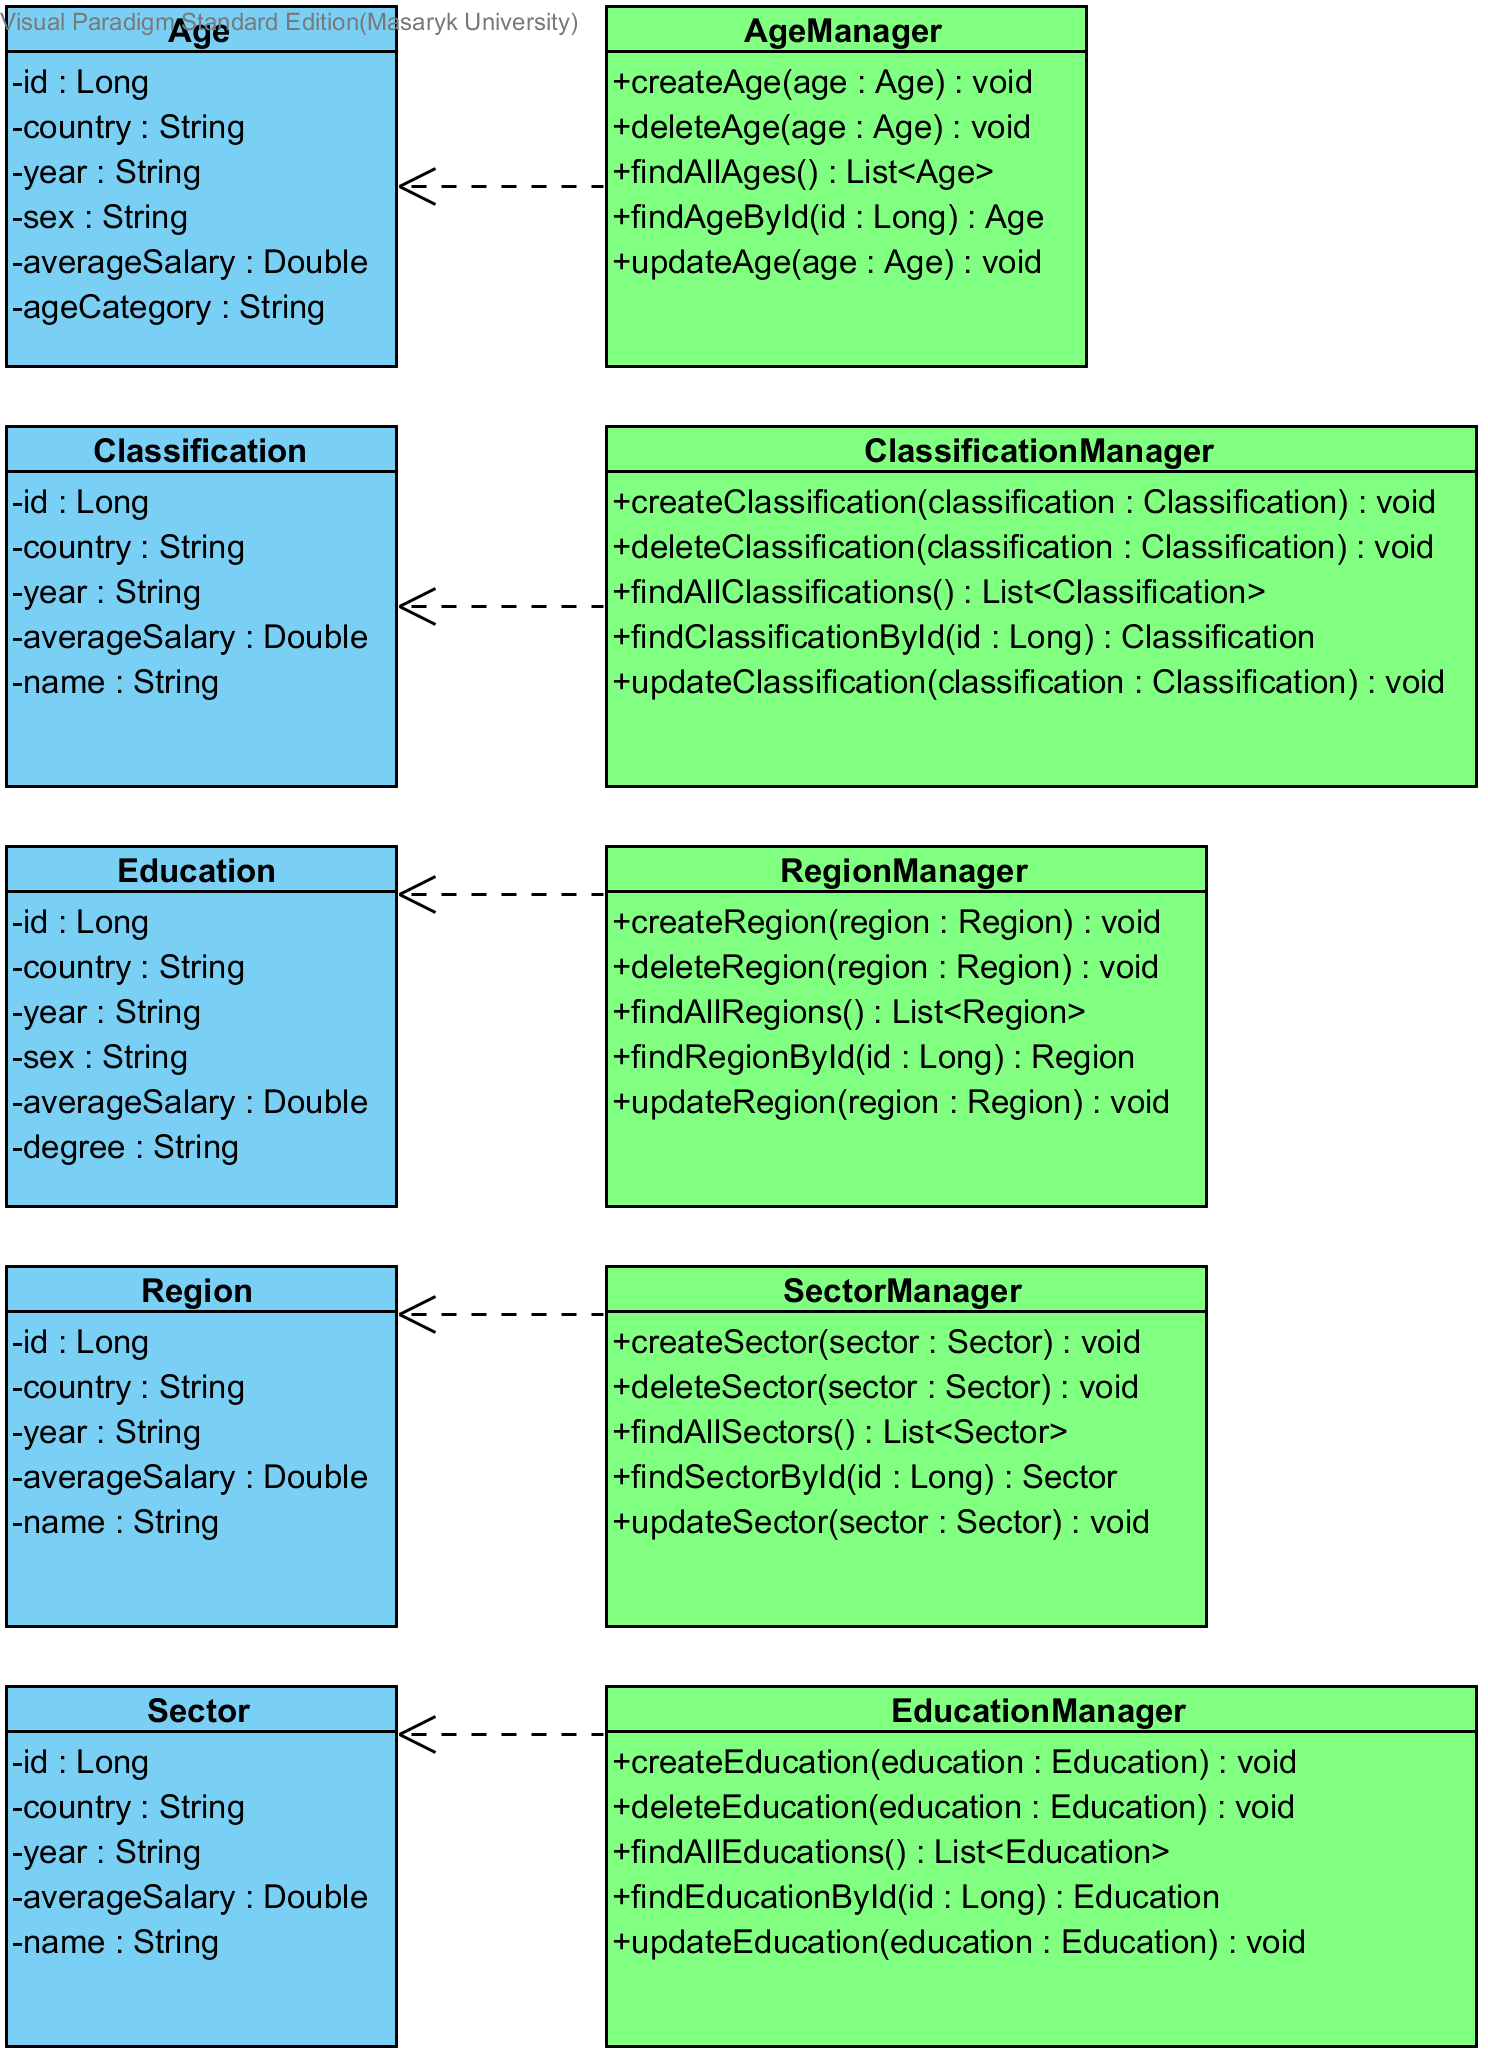 Visual Paradigm Standard Edition(Masaryk University)
Age
-id : Long
-country : String
-year : String
-sex : String
-averageSalary : Double
-ageCategory : String
AgeManager
+createAge(age : Age) : void
+deleteAge(age : Age) : void
+findAllAges() : List<Age>
+findAgeById(id : Long) : Age
+updateAge(age : Age) : void
Classification
-id : Long
-country : String
-year : String
-averageSalary : Double
-name : String
ClassificationManager
+createClassification(classification : Classification) : void
+deleteClassification(classification : Classification) : void
+findAllClassifications() : List<Classification>
+findClassificationById(id : Long) : Classification
+updateClassification(classification : Classification) : void
Education
-id : Long
-country : String
-year : String
-sex : String
-averageSalary : Double
-degree : String
RegionManager
+createRegion(region : Region) : void
+deleteRegion(region : Region) : void
+findAllRegions() : List<Region>
+findRegionById(id : Long) : Region
+updateRegion(region : Region) : void
Region
-id : Long
-country : String
-year : String
-averageSalary : Double
-name : String
SectorManager
+createSector(sector : Sector) : void
+deleteSector(sector : Sector) : void
+findAllSectors() : List<Sector>
+findSectorById(id : Long) : Sector
+updateSector(sector : Sector) : void
Sector
-id : Long
-country : String
-year : String
-averageSalary : Double
-name : String
EducationManager
+createEducation(education : Education) : void
+deleteEducation(education : Education) : void
+findAllEducations() : List<Education>
+findEducationById(id : Long) : Education
+updateEducation(education : Education) : void